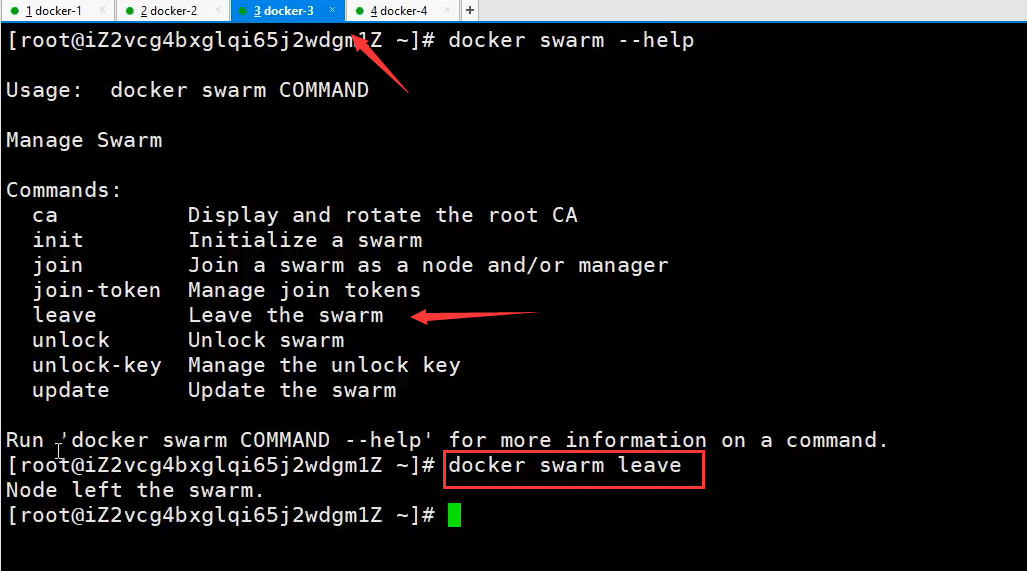 1 docker-1 × 2 docker-2 × 3 docker-3 × 4 docker-4 × +
[root@iZ2vcg4bxglqi65j2wdgm1Z ~]# docker swarm --help
Usage:  docker swarm COMMAND
Manage Swarm
Commands:
  ca          Display and rotate the root CA
  init        Initialize a swarm
  join        Join a swarm as a node and/or manager
  join-token  Manage join tokens
  leave       Leave the swarm
  unlock      Unlock swarm
  unlock-key  Manage the unlock key
  update      Update the swarm
Run 'docker swarm COMMAND --help' for more information on a command.
[root@iZ2vcg4bxglqi65j2wdgm1Z ~]# docker swarm leave
Node left the swarm.
[root@iZ2vcg4bxglqi65j2wdgm1Z ~]#